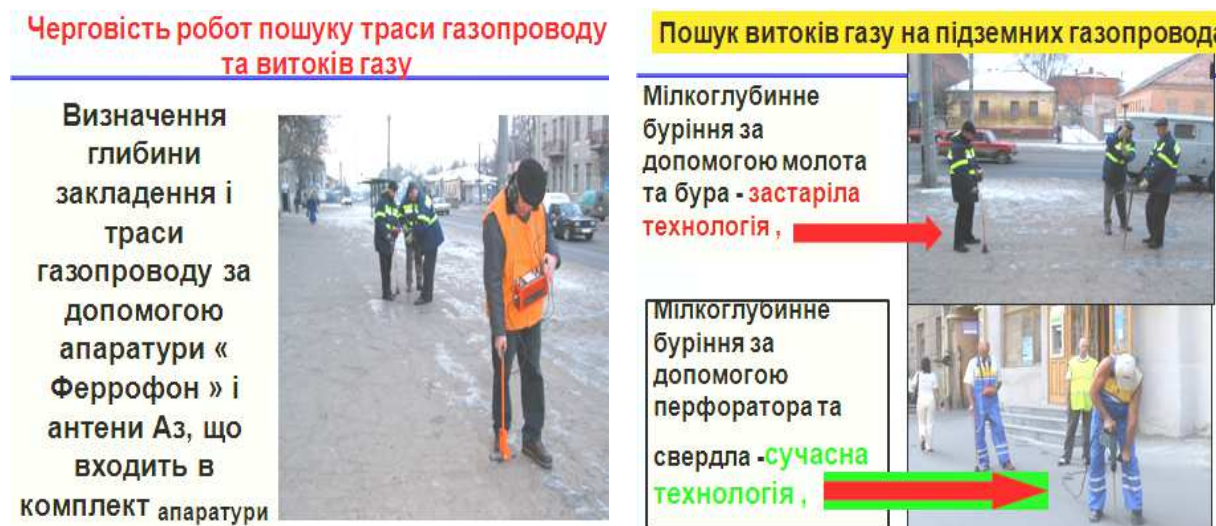 Черговість робот пошуку траси газопроводу
та витоків газу
Визначення
глибини
закладення і
траси
газопроводу за
допомогою
апаратури «
Феррофон » і
антени Аз, що
входить в
комплект апаратури
Пошук витоків газу на підземних газопровода
Мілкоглубинне
буріння за
допомогою молота
та бура - застаріла
технологія ,
Мілкоглубинне
буріння за
допомогою
перфоратора та
свердла -сучасна
технологія ,